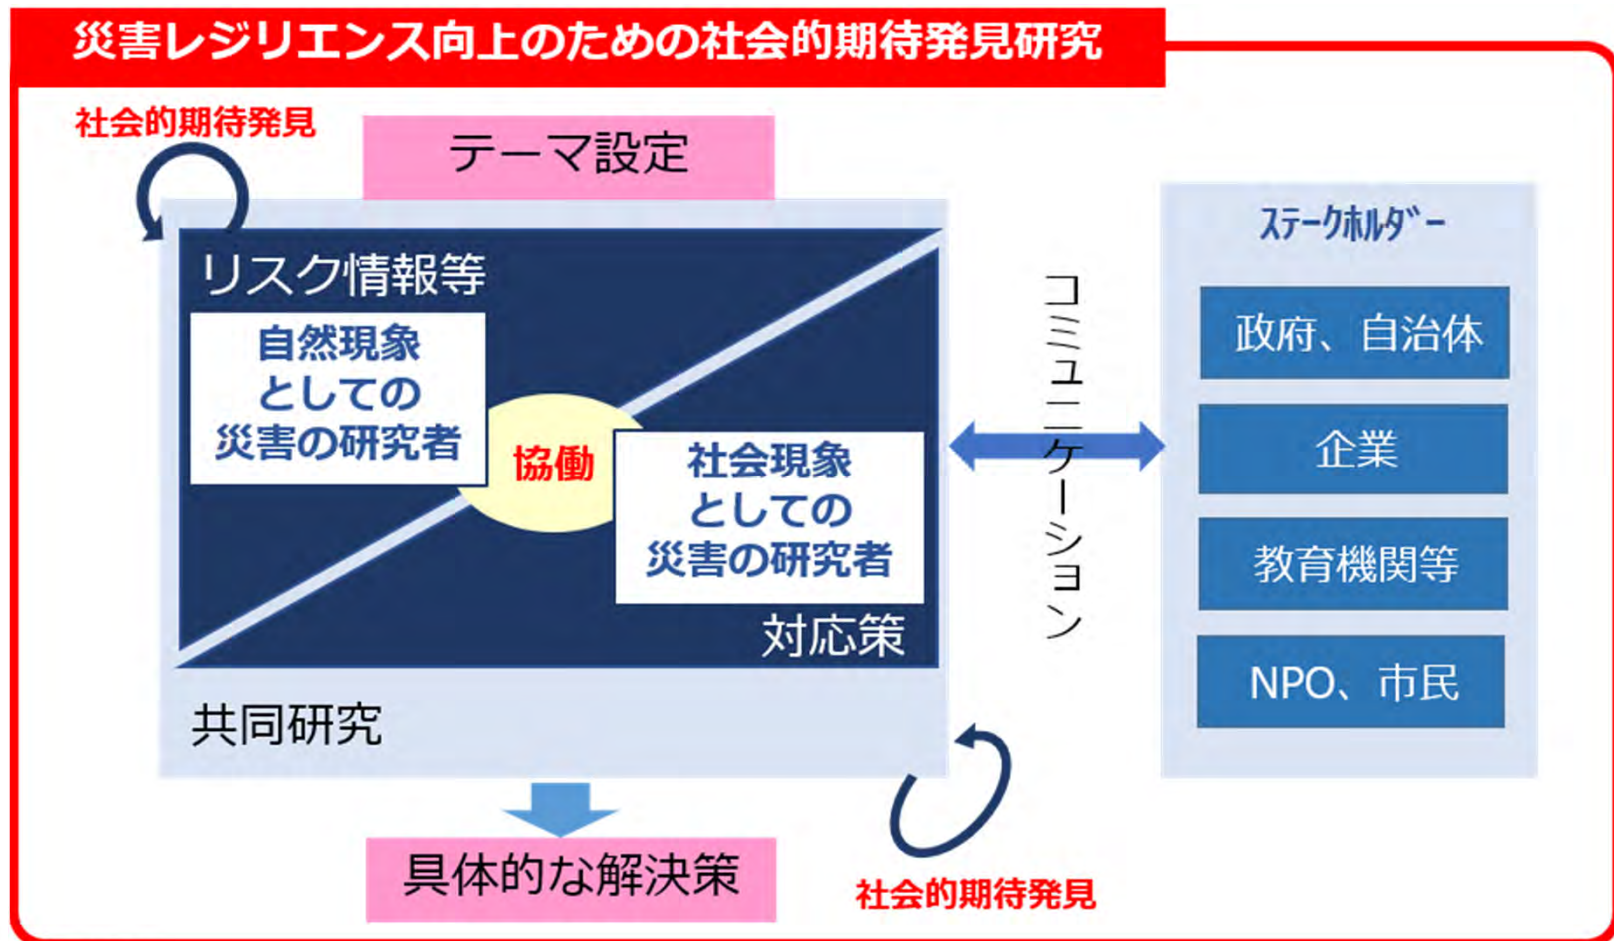 災害レジリエンス向上のための社会的期待発見研究
社会的期待発見
テーマ設定
リスク情報等
自然現象
としての
災害の研究者
協働
社会現象
としての
災害の研究者
対応策
共同研究
具体的な解決策
社会的期待発見
コミュニケーション
ｽﾃｰｸﾎﾙﾀﾞｰ
政府、自治体
企業
教育機関等
NPO、市民